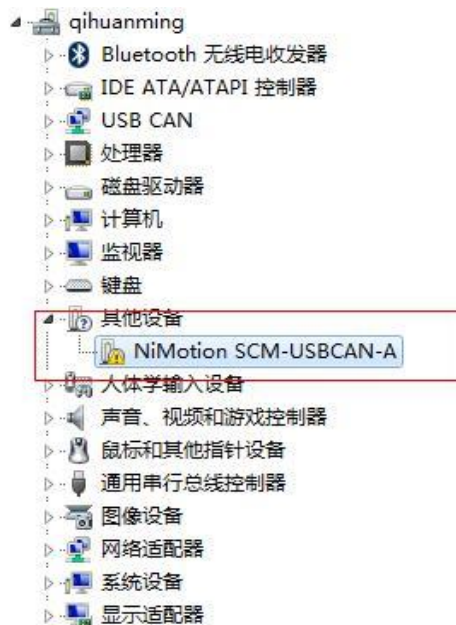 qihuanming
Bluetooth 无线电收发器
IDE ATA/ATAPI 控制器
USB CAN
处理器
磁盘驱动器
计算机
监视器
键盘
其他设备
NiMotion SCM-USBCAN-A
人体学输入设备
声音、视频和游戏控制器
鼠标和其他指针设备
通用串行总线控制器
图像设备
网络适配器
系统设备
显示适配器